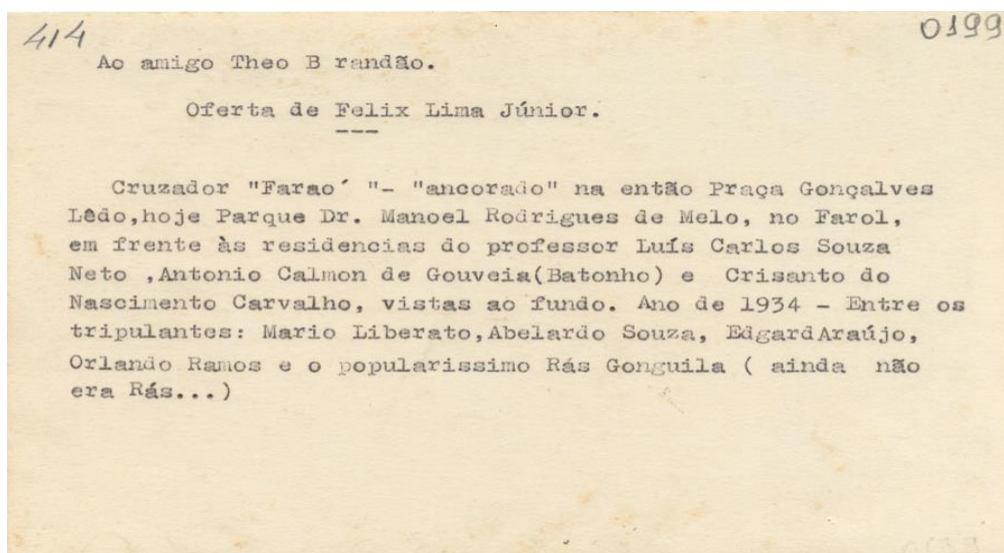 414
0199
Ao amigo Theo B randão.
Oferta de Felix Lima Júnior.
Cruzador "Farao´ "- "ancorado" na então Praça Gonçalves
Lêdo,hoje Parque Dr. Manoel Rodrigues de Melo, no Farol,
em frente às residencias do professor Luís Carlos Souza
Neto ,Antonio Calmon de Gouveia(Batonho) e Crisanto do
Nascimento Carvalho, vistas ao fundo. Ano de 1934 - Entre os
tripulantes: Mario Liberato,Abelardo Souza, EdgardAraújo,
Orlando Ramos e o popularissimo Rás Gonguila ( ainda não
era Rás...)